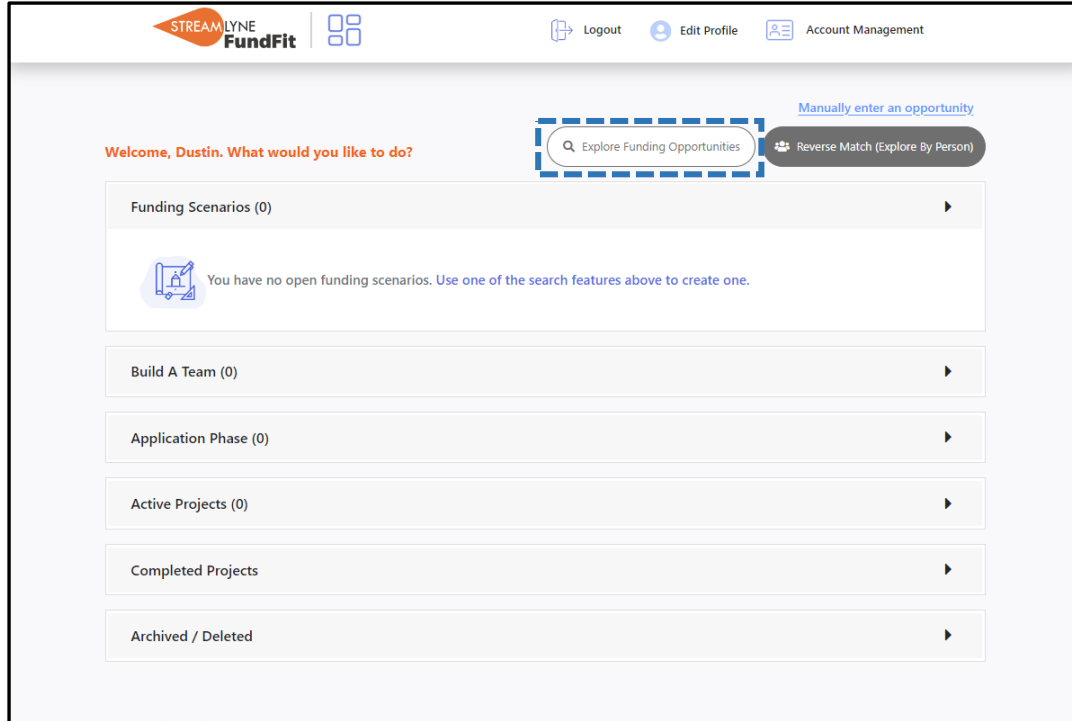 STREAMLYNE
FundFit
Logout
Edit Profile
Account Management
Manually enter an opportunity
Welcome, Dustin. What would you like to do?
Explore Funding Opportunities
Reverse Match (Explore By Person)
Funding Scenarios (0)
You have no open funding scenarios. Use one of the search features above to create one.
Build A Team (0)
Application Phase (0)
Active Projects (0)
Completed Projects
Archived / Deleted